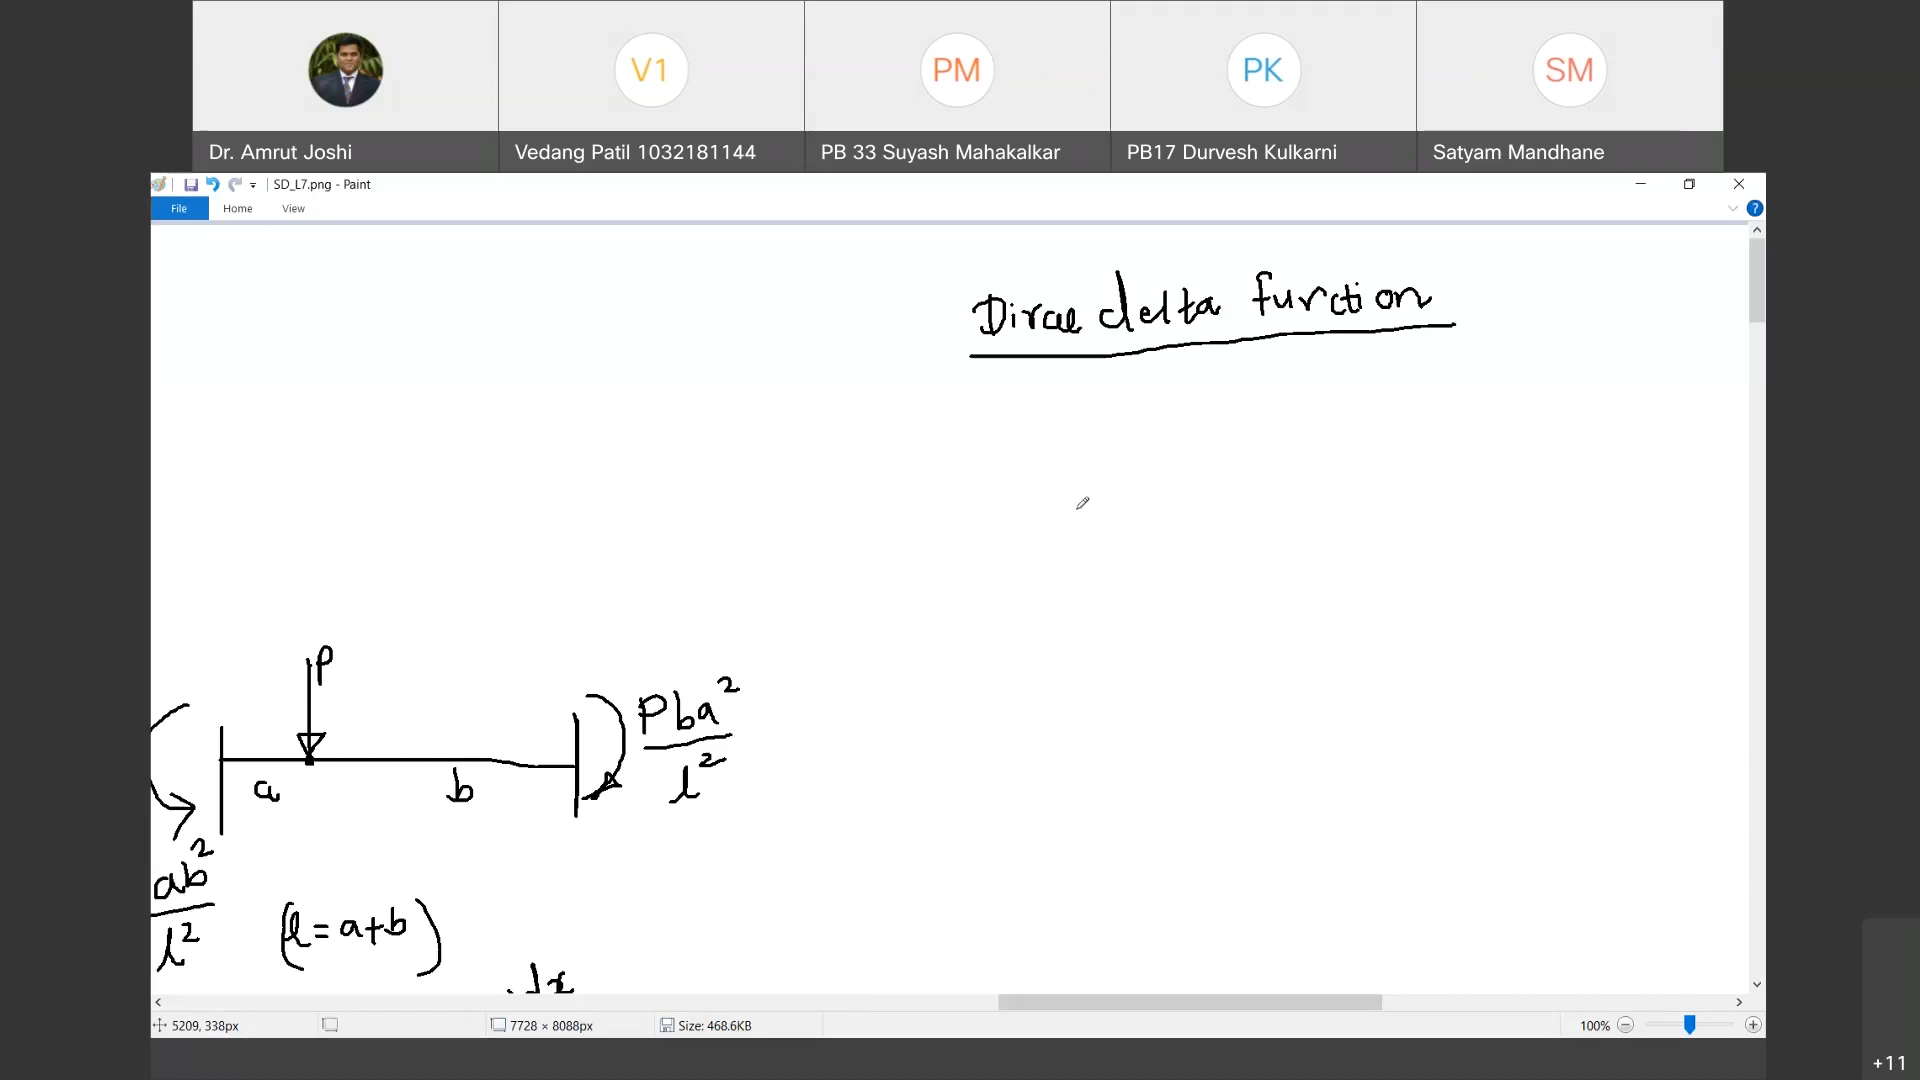 V1
PM
PK
SM
Dr. Amrut Joshi
Vedang Patil 1032181144
PB 33 Suyash Mahakalkar
PB17 Durvesh Kulkarni
Satyam Mandhane
SD_L7.png - Paint
File
Home
View
?
Dirac delta function
P
a
b
Pba²
l²
ab²
l²
(l = a+b)
dx
5209, 338px
7728 × 8088px
Size: 468.6KB
100%
+11